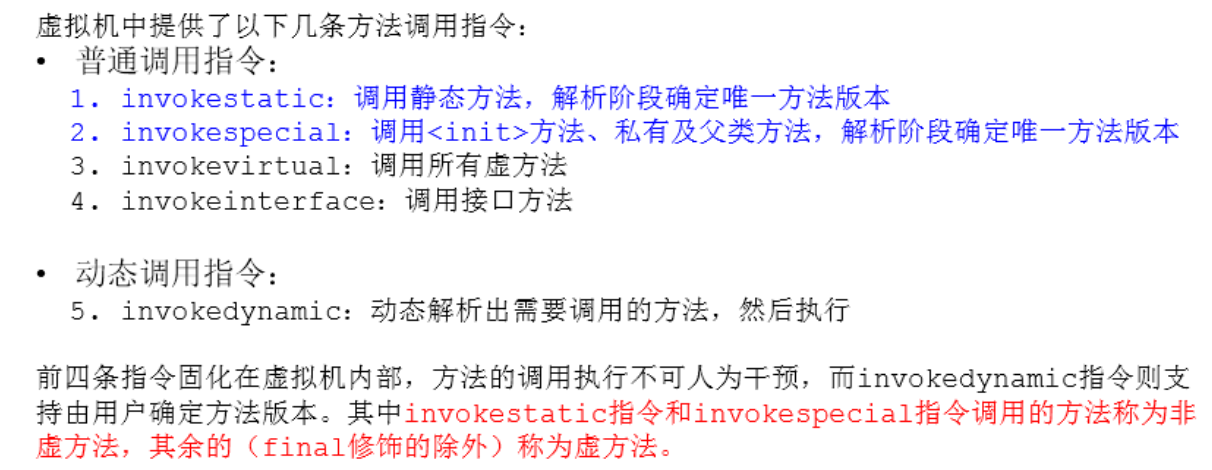 虚拟机中提供了以下几条方法调用指令：
• 普通调用指令：
1. invokestatic：调用静态方法，解析阶段确定唯一方法版本
2. invokespecial：调用<init>方法、私有及父类方法，解析阶段确定唯一方法版本
3. invokevirtual：调用所有虚方法
4. invokeinterface：调用接口方法
• 动态调用指令：
5. invokedynamic：动态解析出需要调用的方法，然后执行
前四条指令固化在虚拟机内部，方法的调用执行不可人为干预，而invokedynamic指令则支
持由用户确定方法版本。其中invokestatic指令和invokespecial指令调用的方法称为非
虚方法，其余的（final修饰的除外）称为虚方法。